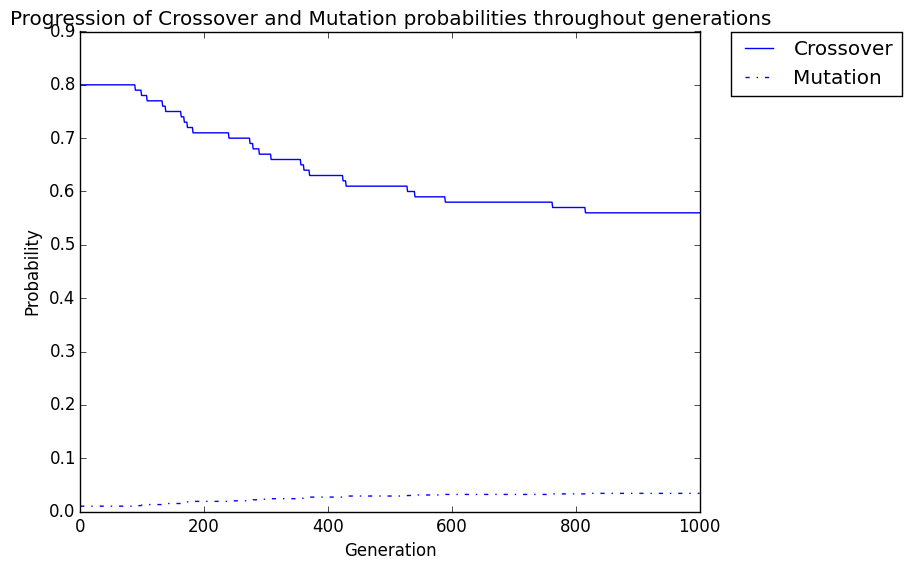 Progression of Crossover and Mutation probabilities throughout generations
0.9
0.8
0.7
0.6
0.5
0.4
0.3
0.2
0.1
0.0
Probability
0 200 400 600 800 1000
Generation
Crossover
Mutation